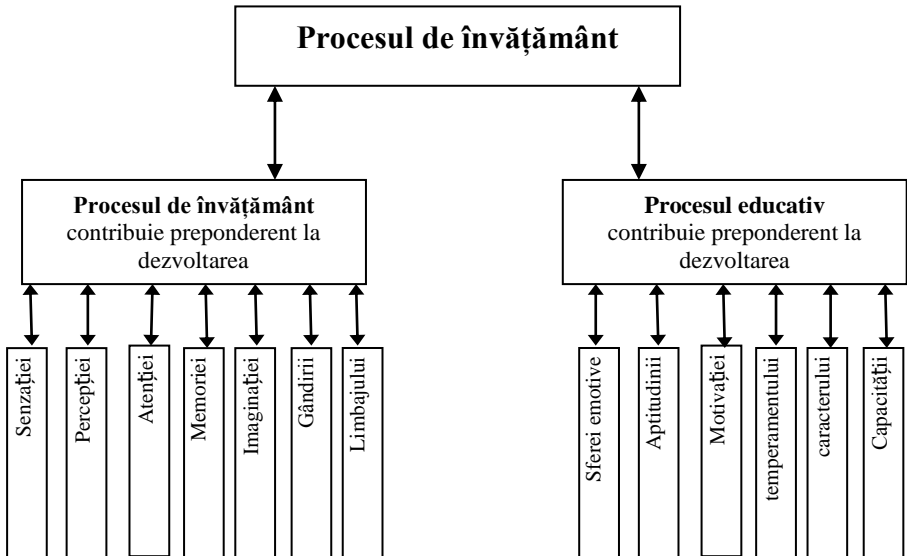 Procesul de învățământ
Procesul de învățământ
contribuie preponderent la
dezvoltarea
Procesul educativ
contribuie preponderent la
dezvoltarea
Senzației
Percepției
Atenției
Memoriei
Imaginației
Gândirii
Limbajului
Sferei emotive
Aptitudinii
Motivației
temperamentului
caracterului
Capacității